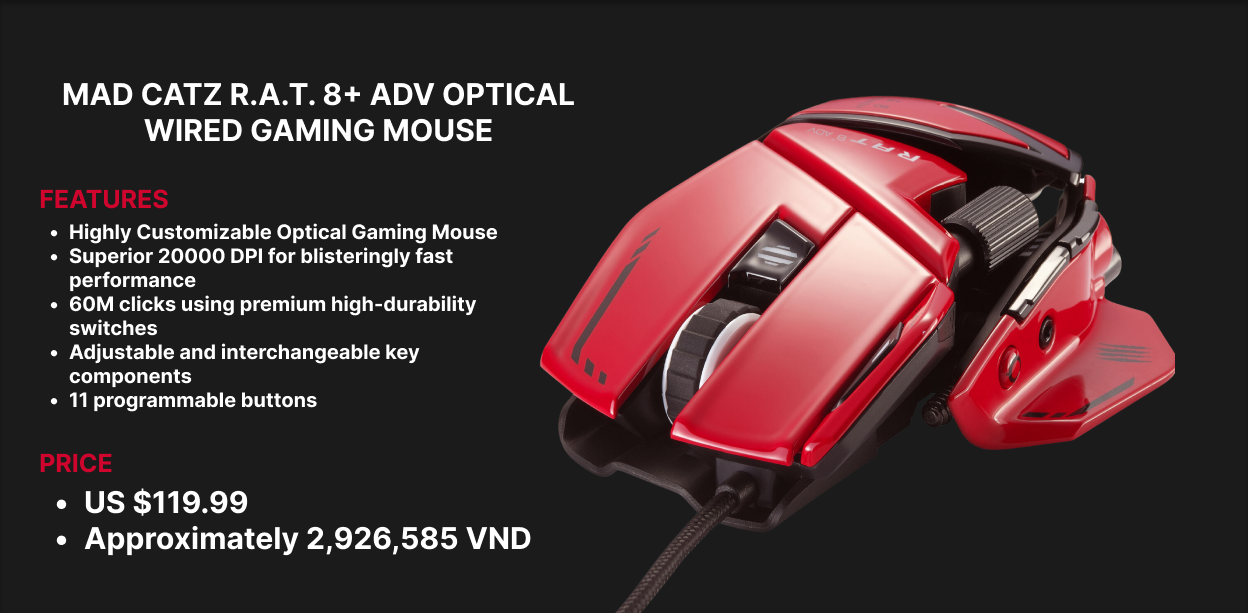 MAD CATZ R.A.T. 8+ ADV OPTICAL
WIRED GAMING MOUSE
FEATURES
• Highly Customizable Optical Gaming Mouse
• Superior 20000 DPI for blisteringly fast
performance
• 60M clicks using premium high-durability
switches
• Adjustable and interchangeable key
components
• 11 programmable buttons
PRICE
• US $119.99
• Approximately 2,926,585 VND
RAT 8+ ADV